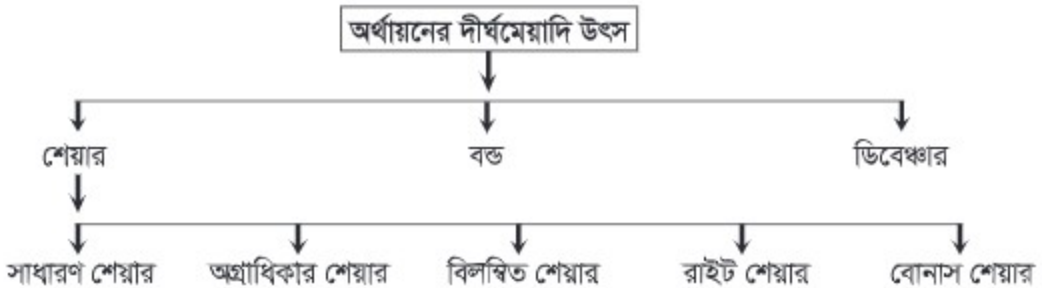 অর্থায়নের দীর্ঘমেয়াদি উৎস
শেয়ার বন্ড ডিবেঞ্চার
সাধারণ শেয়ার অগ্রাধিকার শেয়ার বিলম্বিত শেয়ার রাইট শেয়ার বোনাস শেয়ার